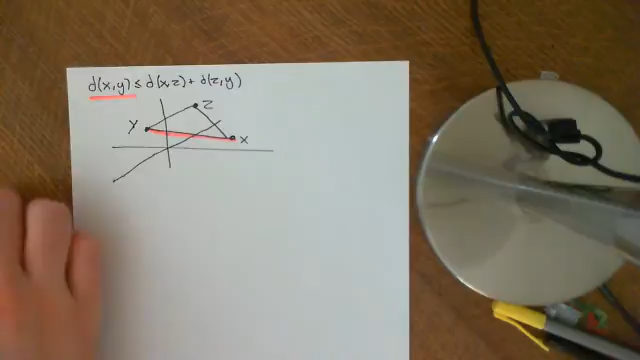 d(x,y) ≤ d(x,z) + d(z,y)
z
y
x